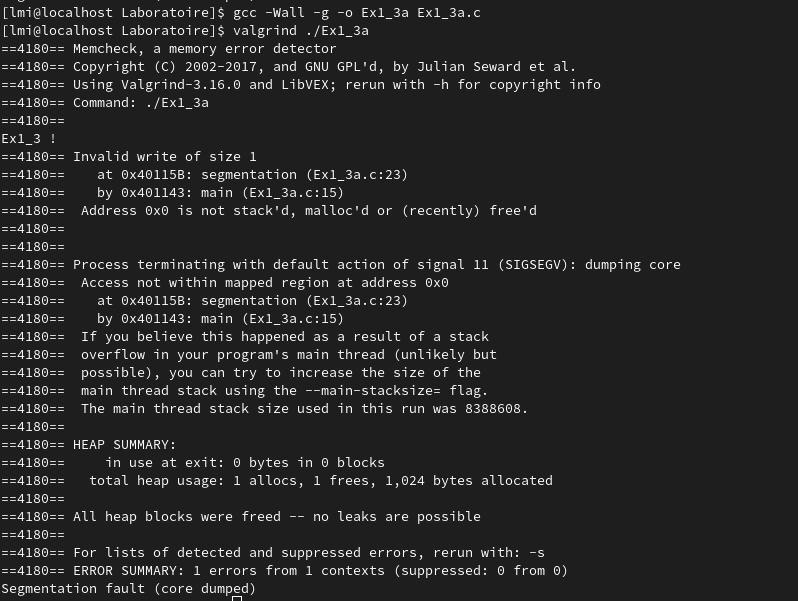 [lmi@localhost Laboratoire]$ gcc -Wall -g -o Ex1_3a Ex1_3a.c
[lmi@localhost Laboratoire]$ valgrind ./Ex1_3a
==4180== Memcheck, a memory error detector
==4180== Copyright (C) 2002-2017, and GNU GPL'd, by Julian Seward et al.
==4180== Using Valgrind-3.16.0 and LibVEX; rerun with -h for copyright info
==4180== Command: ./Ex1_3a
==4180==
Ex1_3 !
==4180== Invalid write of size 1
==4180==    at 0x40115B: segmentation (Ex1_3a.c:23)
==4180==    by 0x401143: main (Ex1_3a.c:15)
==4180==  Address 0x0 is not stack'd, malloc'd or (recently) free'd
==4180==
==4180==
==4180== Process terminating with default action of signal 11 (SIGSEGV): dumping core
==4180==  Access not within mapped region at address 0x0
==4180==    at 0x40115B: segmentation (Ex1_3a.c:23)
==4180==    by 0x401143: main (Ex1_3a.c:15)
==4180==  If you believe this happened as a result of a stack
==4180==  overflow in your program's main thread (unlikely but
==4180==  possible), you can try to increase the size of the
==4180==  main thread stack using the --main-stacksize= flag.
==4180==  The main thread stack size used in this run was 8388608.
==4180==
==4180== HEAP SUMMARY:
==4180==     in use at exit: 0 bytes in 0 blocks
==4180==   total heap usage: 1 allocs, 1 frees, 1,024 bytes allocated
==4180==
==4180== All heap blocks were freed -- no leaks are possible
==4180==
==4180== For lists of detected and suppressed errors, rerun with: -s
==4180== ERROR SUMMARY: 1 errors from 1 contexts (suppressed: 0 from 0)
Segmentation fault (core dumped)